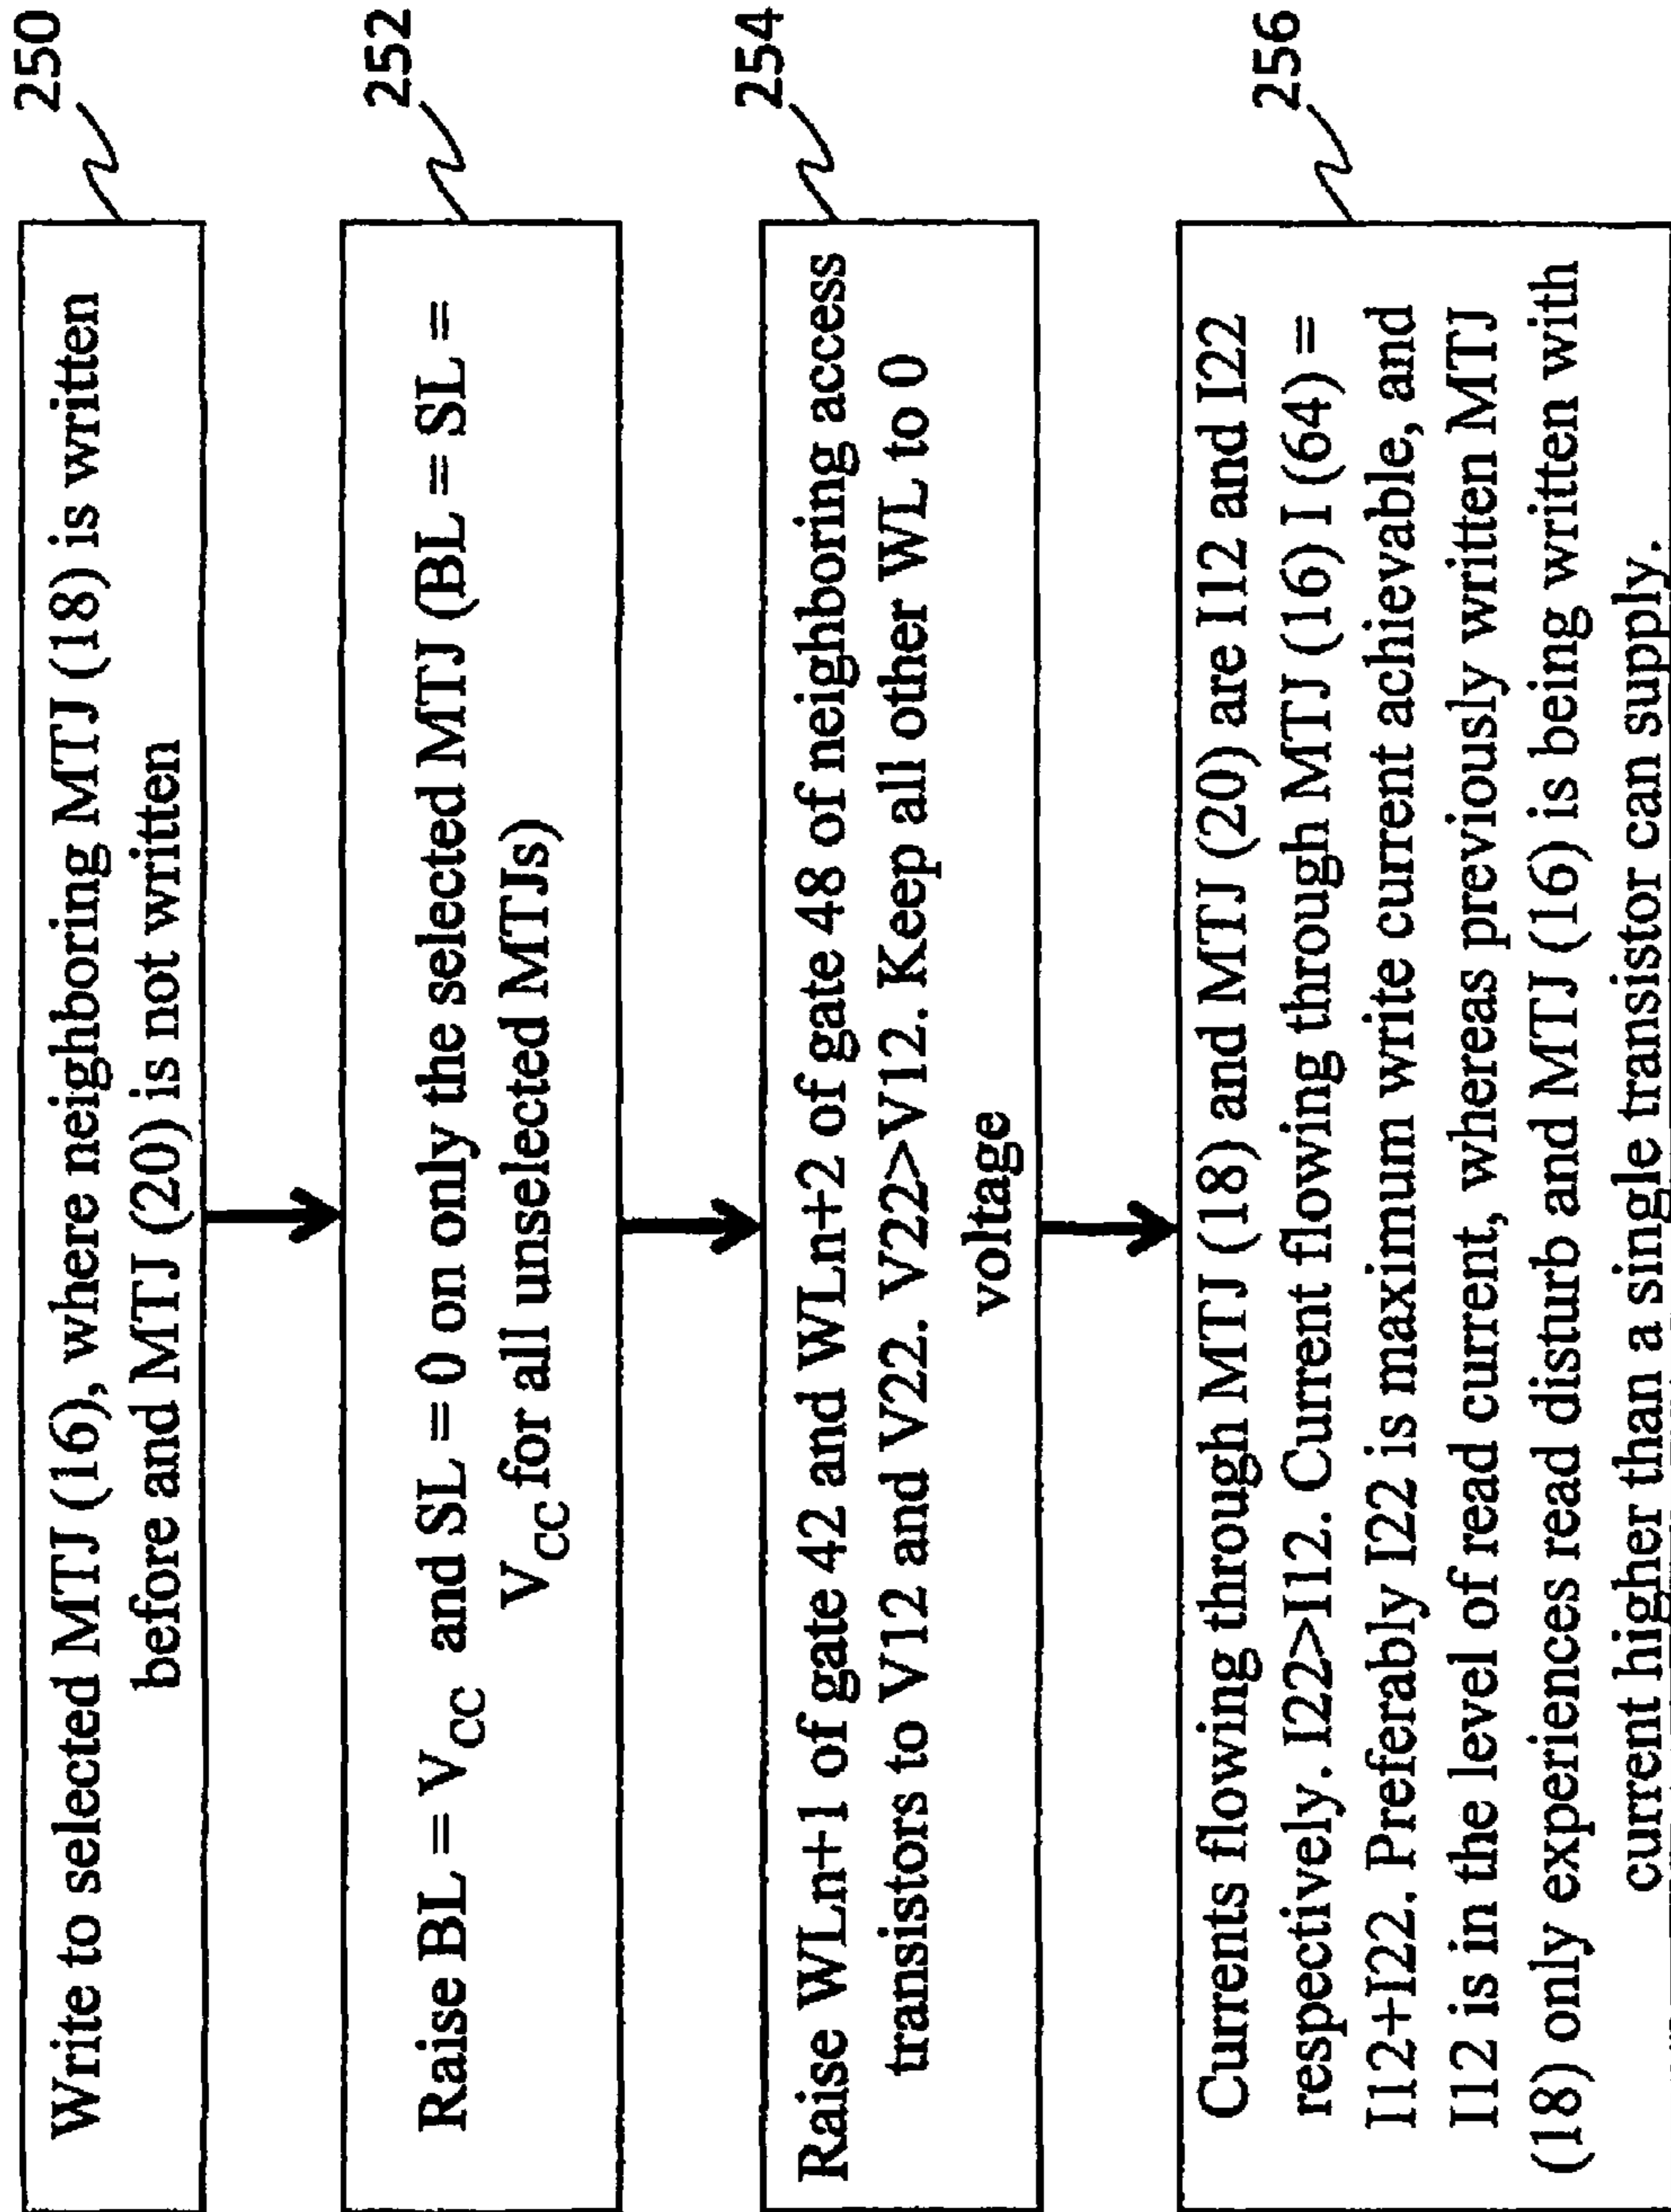 Write to selected MTJ (16), where neighboring MTJ (18) is written
before and MTJ (20) is not written
250
Raise BL = VCC and SL = 0 on only the selected MTJ (BL = SL =
VCC for all unselected MTJs)
252
Raise WLn+1 of gate 42 and WLn+2 of gate 48 of neighboring access
transistors to V12 and V22. V22>V12. Keep all other WL to 0
voltage
254
Currents flowing through MTJ (18) and MTJ (20) are I12 and I22
respectively. I22>I12. Current flowing through MTJ (16) I (64) =
I12+I22. Preferably I22 is maximum write current achievable, and
I12 is in the level of read current, whereas previously written MTJ
(18) only experiences read disturb and MTJ (16) is being written with
current higher than a single transistor can supply.
256